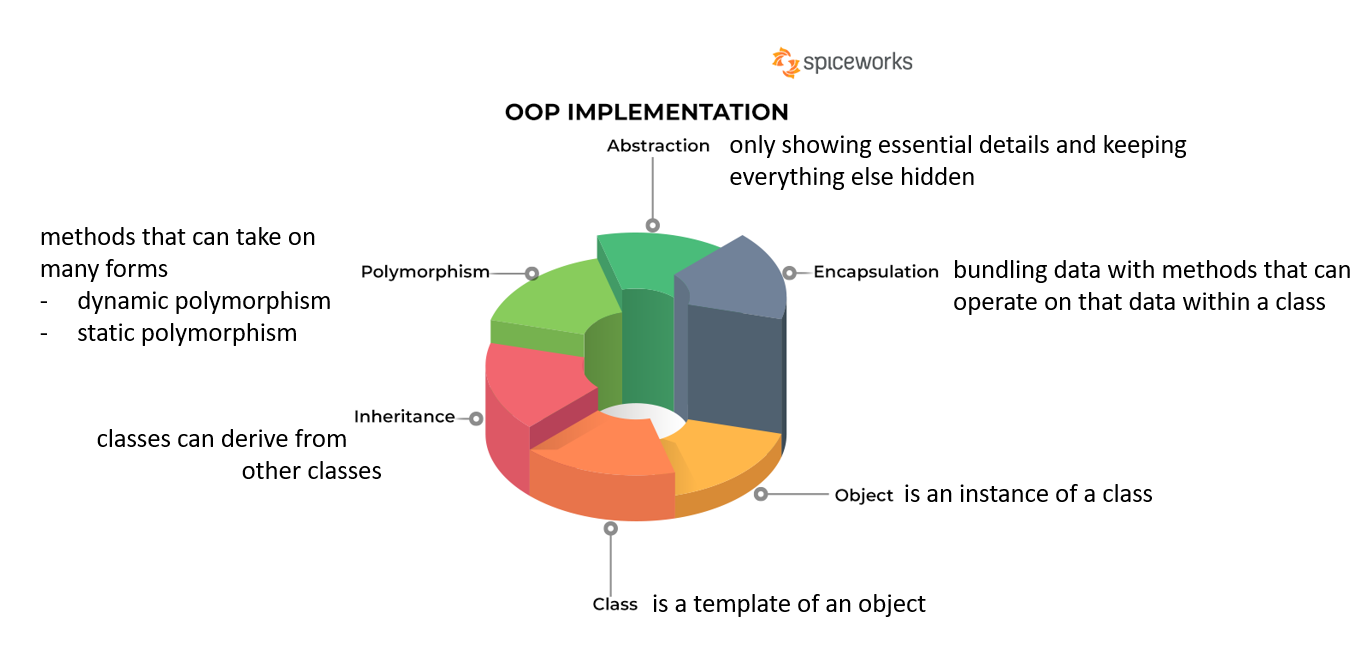 spiceworks
OOP IMPLEMENTATION
Abstraction only showing essential details and keeping
everything else hidden
methods that can take on
many forms
- dynamic polymorphism
- static polymorphism
Polymorphism
Encapsulation bundling data with methods that can
operate on that data within a class
Inheritance
classes can derive from
other classes
Object is an instance of a class
Class is a template of an object